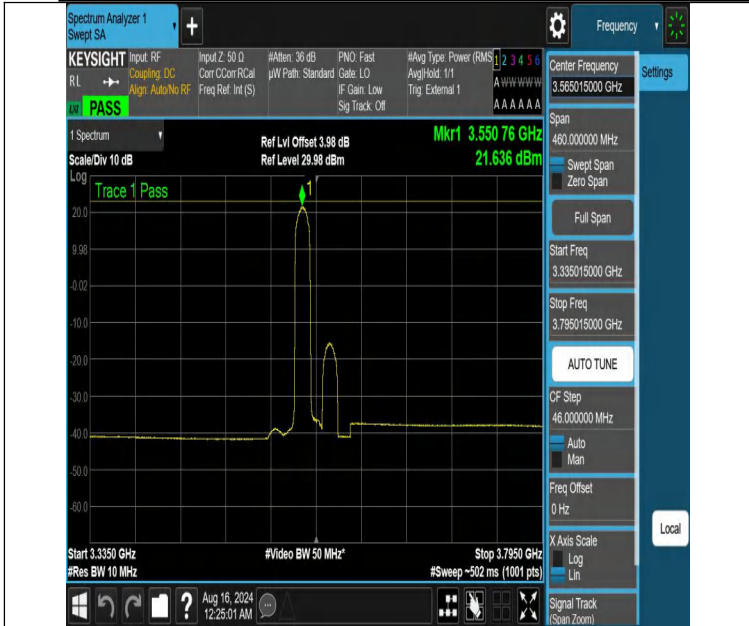 Spectrum Analyzer 1
Swept SA
+
Frequency
KEYSIGHT
RL
LXI
PASS
Input: RF
Coupling: DC
Align: Auto/No RF
Input Z: 50 Ω
Corr CCorr RCal
Freq Ref: Int (S)
#Atten: 36 dB
µW Path: Standard
PNO: Fast
Gate: LO
IF Gain: Low
Sig Track: Off
#Avg Type: Power (RMS
Avg|Hold: 1/1
Trig: External 1
1 2 3 4 5 6
A W W W W W
A A A A A A
1 Spectrum
Scale/Div 10 dB
Ref Lvl Offset 3.98 dB
Ref Level 29.98 dBm
Mkr1 3.550 76 GHz
21.636 dBm
Log
Trace 1 Pass
1
20.0
9.98
-0.02
-10.0
-20.0
-30.0
-40.0
-50.0
-60.0
Start 3.3350 GHz
#Res BW 10 MHz
#Video BW 50 MHz*
Stop 3.7950 GHz
#Sweep ~502 ms (1001 pts)
?
Aug 16, 2024
12:25:01 AM
Center Frequency
3.565015000 GHz
Settings
Span
460.000000 MHz
Swept Span
Zero Span
Full Span
Start Freq
3.335015000 GHz
Stop Freq
3.795015000 GHz
AUTO TUNE
CF Step
46.000000 MHz
Auto
Man
Freq Offset
0 Hz
Local
X Axis Scale
Log
Lin
Signal Track
(Span Zoom)